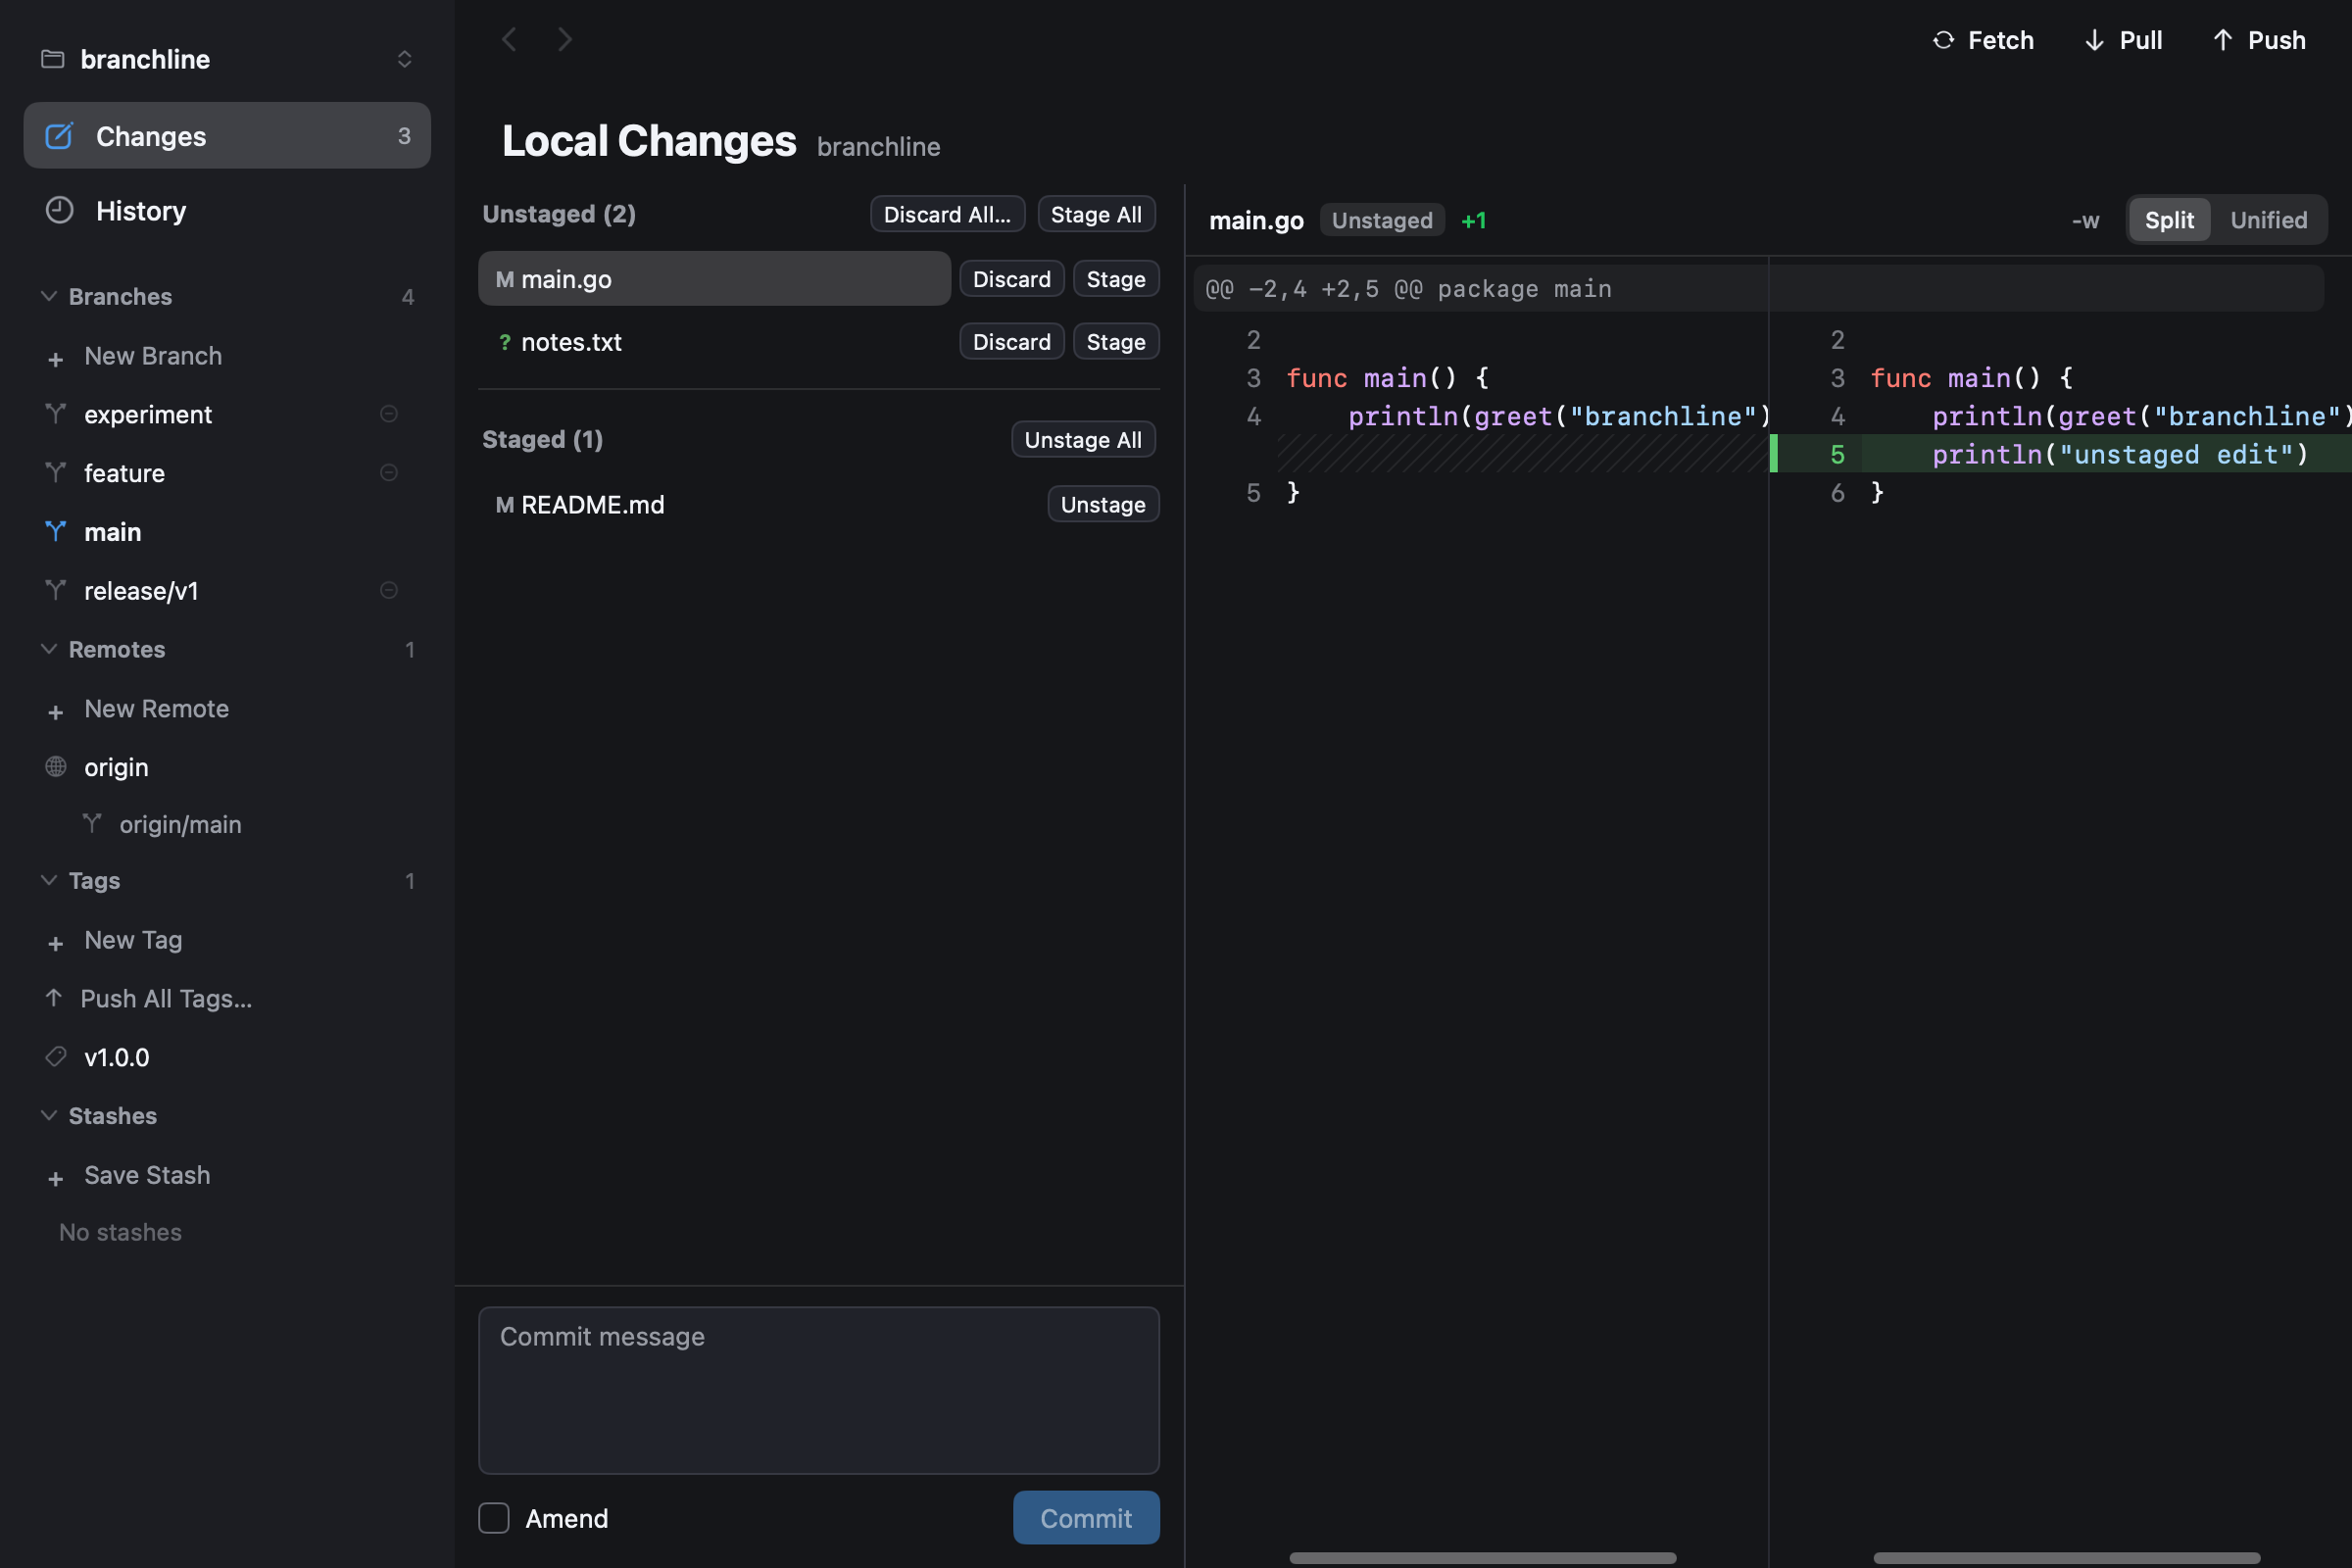 branchline
Changes 3
History
Branches 4
+ New Branch
experiment
feature
main
release/v1
Remotes 1
+ New Remote
origin
origin/main
Tags 1
+ New Tag
Push All Tags...
v1.0.0
Stashes
+ Save Stash
No stashes
Fetch Pull Push
Local Changes branchline
Unstaged (2) Discard All... Stage All
M main.go Discard Stage
? notes.txt Discard Stage
Staged (1) Unstage All
M README.md Unstage
Commit message
Amend Commit
main.go Unstaged +1 -w Split Unified
@@ −2,4 +2,5 @@ package main
2
3 func main() {
4 println(greet("branchline")
5 }
2
3 func main() {
4 println(greet("branchline")
5 println("unstaged edit")
6 }